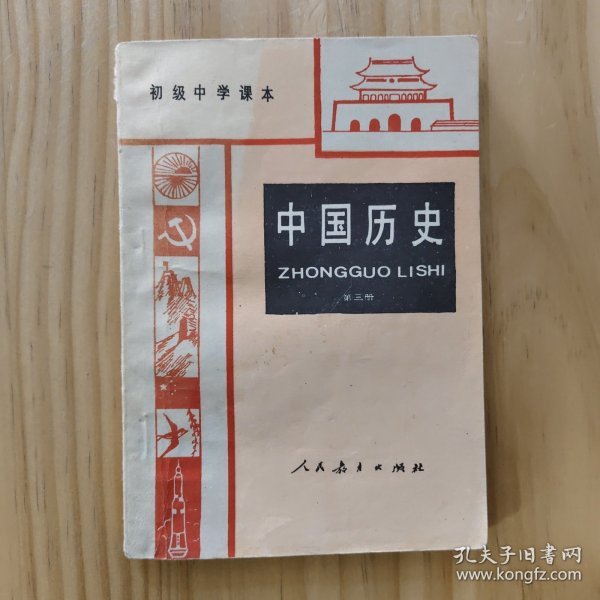 初级中学课本
中国历史
ZHONGGUO LISHI
第三册
人民教育出版社
孔夫子旧书网
www.kongfz.com